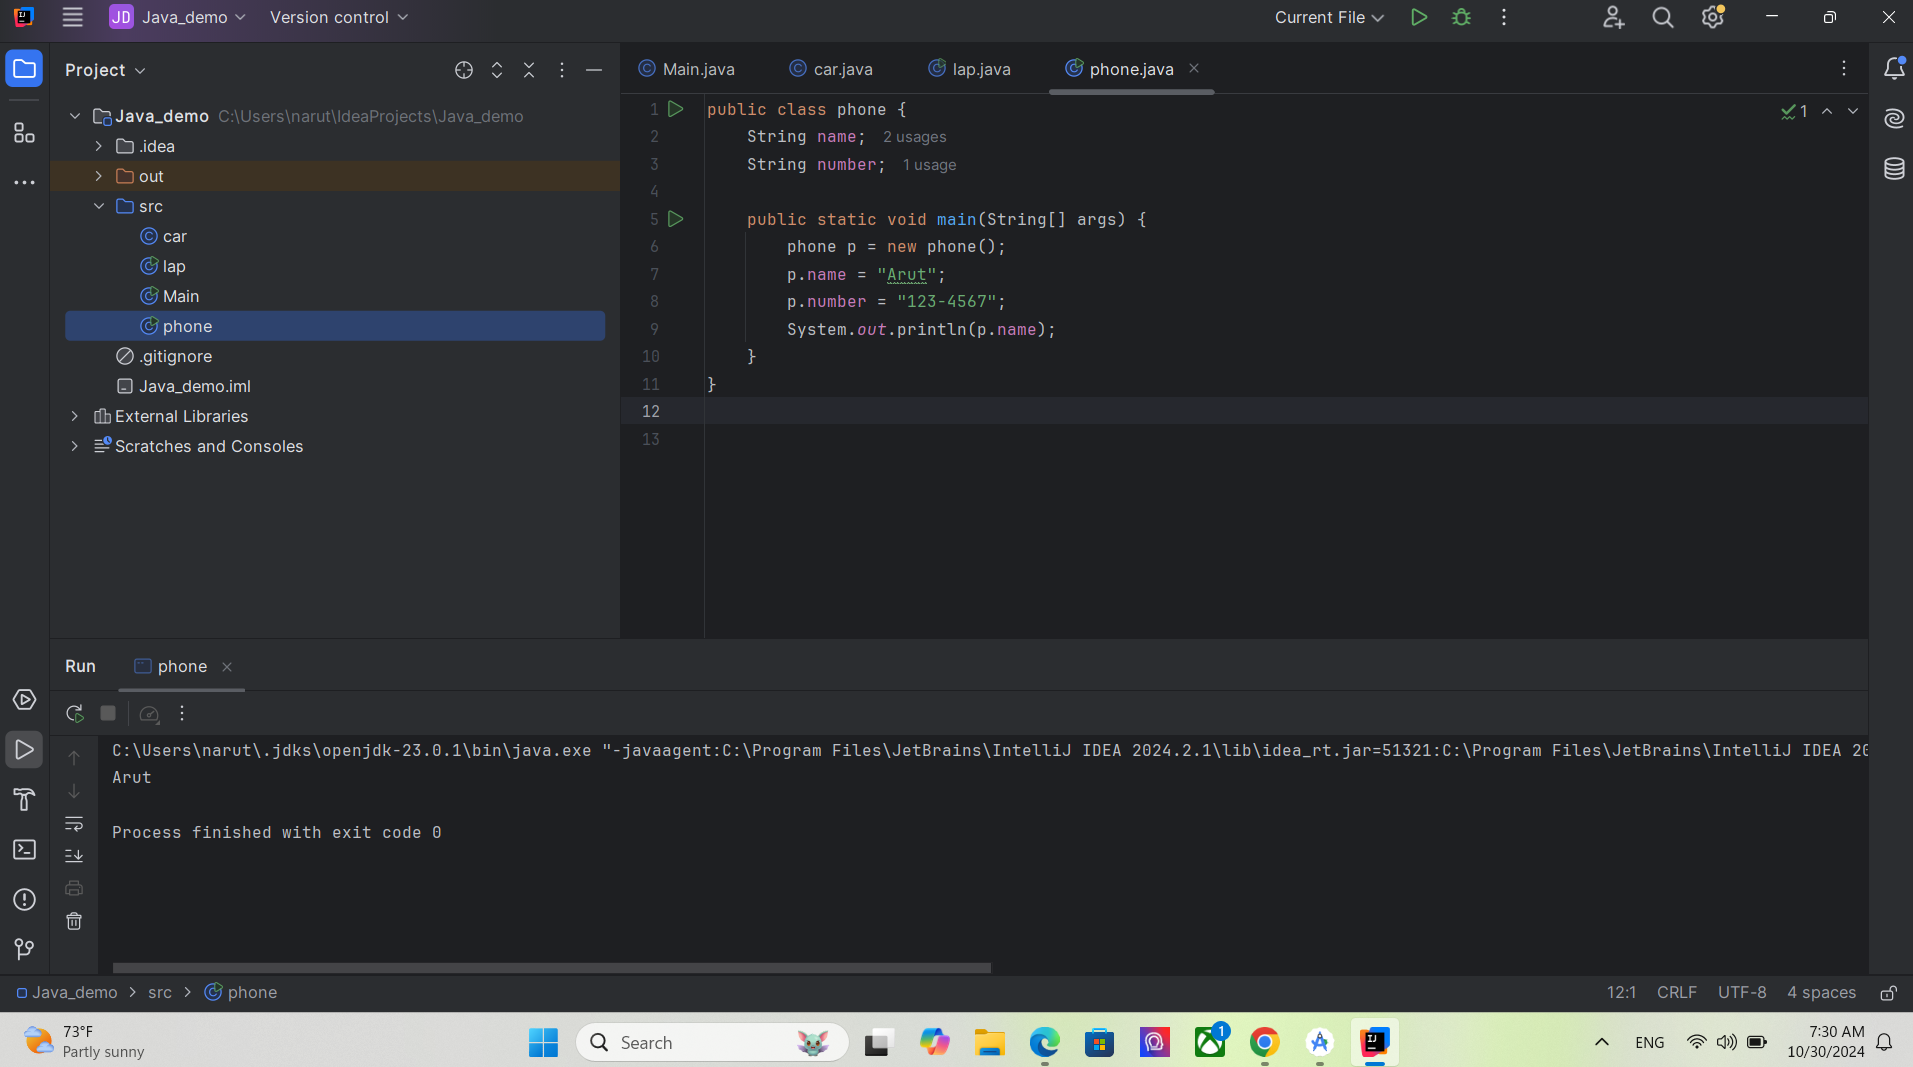 JD Java_demo Version control Current File
Project
Java_demo C:\Users\narut\IdeaProjects\Java_demo
.idea
out
src
car
lap
Main
phone
.gitignore
Java_demo.iml
External Libraries
Scratches and Consoles
Main.java car.java lap.java phone.java
1 public class phone { 1
2 String name; 2 usages
3 String number; 1 usage
4
5 public static void main(String[] args) {
6 phone p = new phone();
7 p.name = "Arut";
8 p.number = "123-4567";
9 System.out.println(p.name);
10 }
11 }
12
13
Run phone
C:\Users\narut\.jdks\openjdk-23.0.1\bin\java.exe "-javaagent:C:\Program Files\JetBrains\IntelliJ IDEA 2024.2.1\lib\idea_rt.jar=51321:C:\Program Files\JetBrains\IntelliJ IDEA 20
Arut
Process finished with exit code 0
Java_demo > src > phone 12:1 CRLF UTF-8 4 spaces
73°F
Partly sunny
Search
1
ENG
7:30 AM
10/30/2024